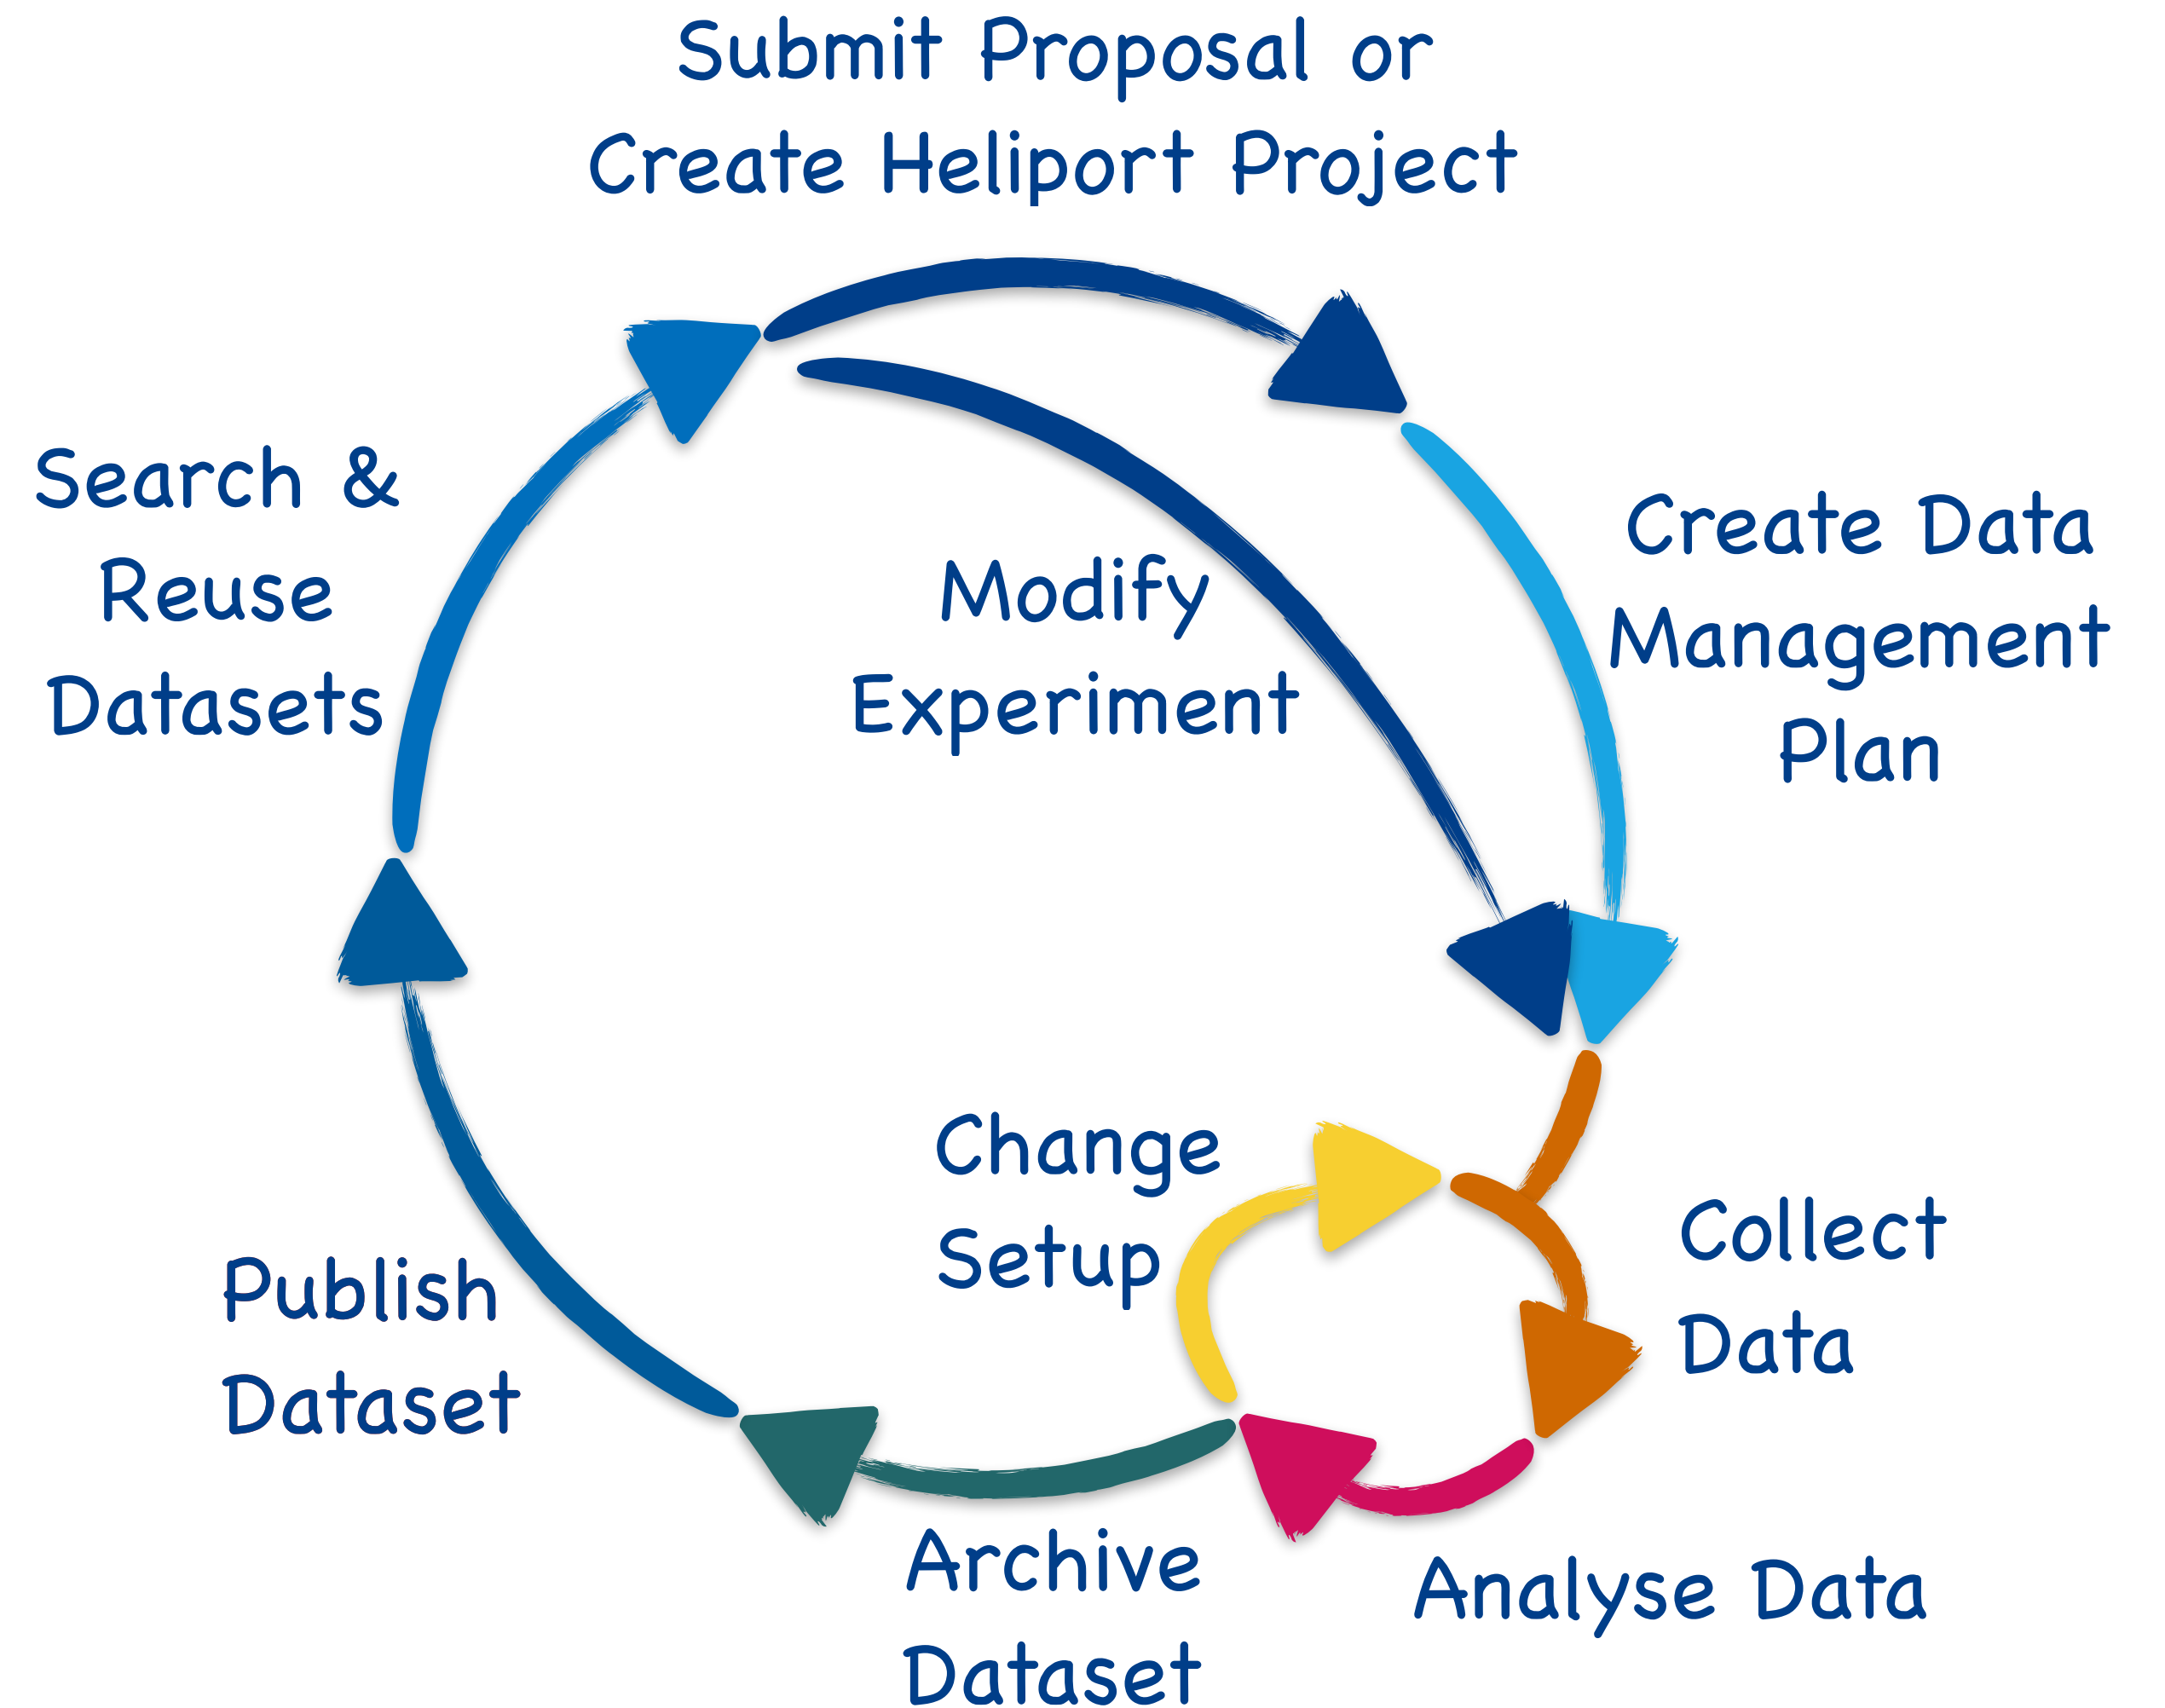 Submit Proposal or
Create Heliport Project
Search &
Reuse
Datasets
Modify
Experiment
Create Data
Management
Plan
Change
Setup
Collect
Data
Publish
Dataset
Archive
Dataset
Analyse Data